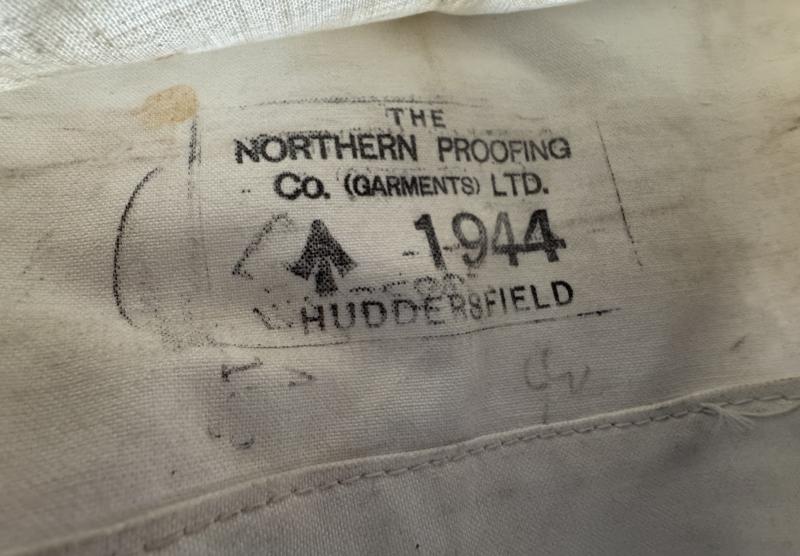 THE
NORTHERN PROOFING
Co. (GARMENTS) LTD.
1944
HUDDERSFIELD